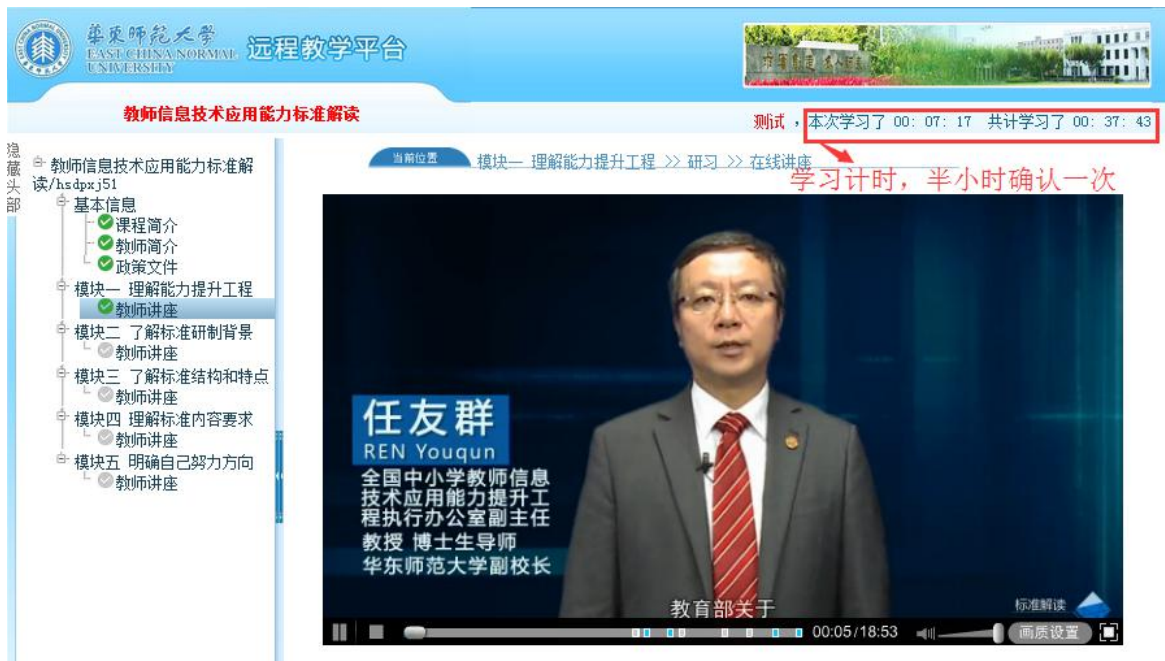 華東師范大學
EAST CHINA NORMAL
UNIVERSITY
远程教学平台
教师信息技术应用能力标准解读
测试 ，本次学习了 00: 07: 17 共计学习了 00: 37: 43
隐藏头部
当前位置
模块一 理解能力提升工程 >> 研习 >> 在线讲座
学习计时，半小时确认一次
教师信息技术应用能力标准解
读/hsdpxj51
基本信息
课程简介
教师简介
政策文件
模块一 理解能力提升工程
教师讲座
模块二 了解标准研制背景
教师讲座
模块三 了解标准结构和特点
教师讲座
模块四 理解标准内容要求
教师讲座
模块五 明确自己努力方向
教师讲座
任友群
REN Youqun
全国中小学教师信息
技术应用能力提升工
程执行办公室副主任
教授 博士生导师
华东师范大学副校长
教育部关于
标准解读
00:05/18:53
画质设置